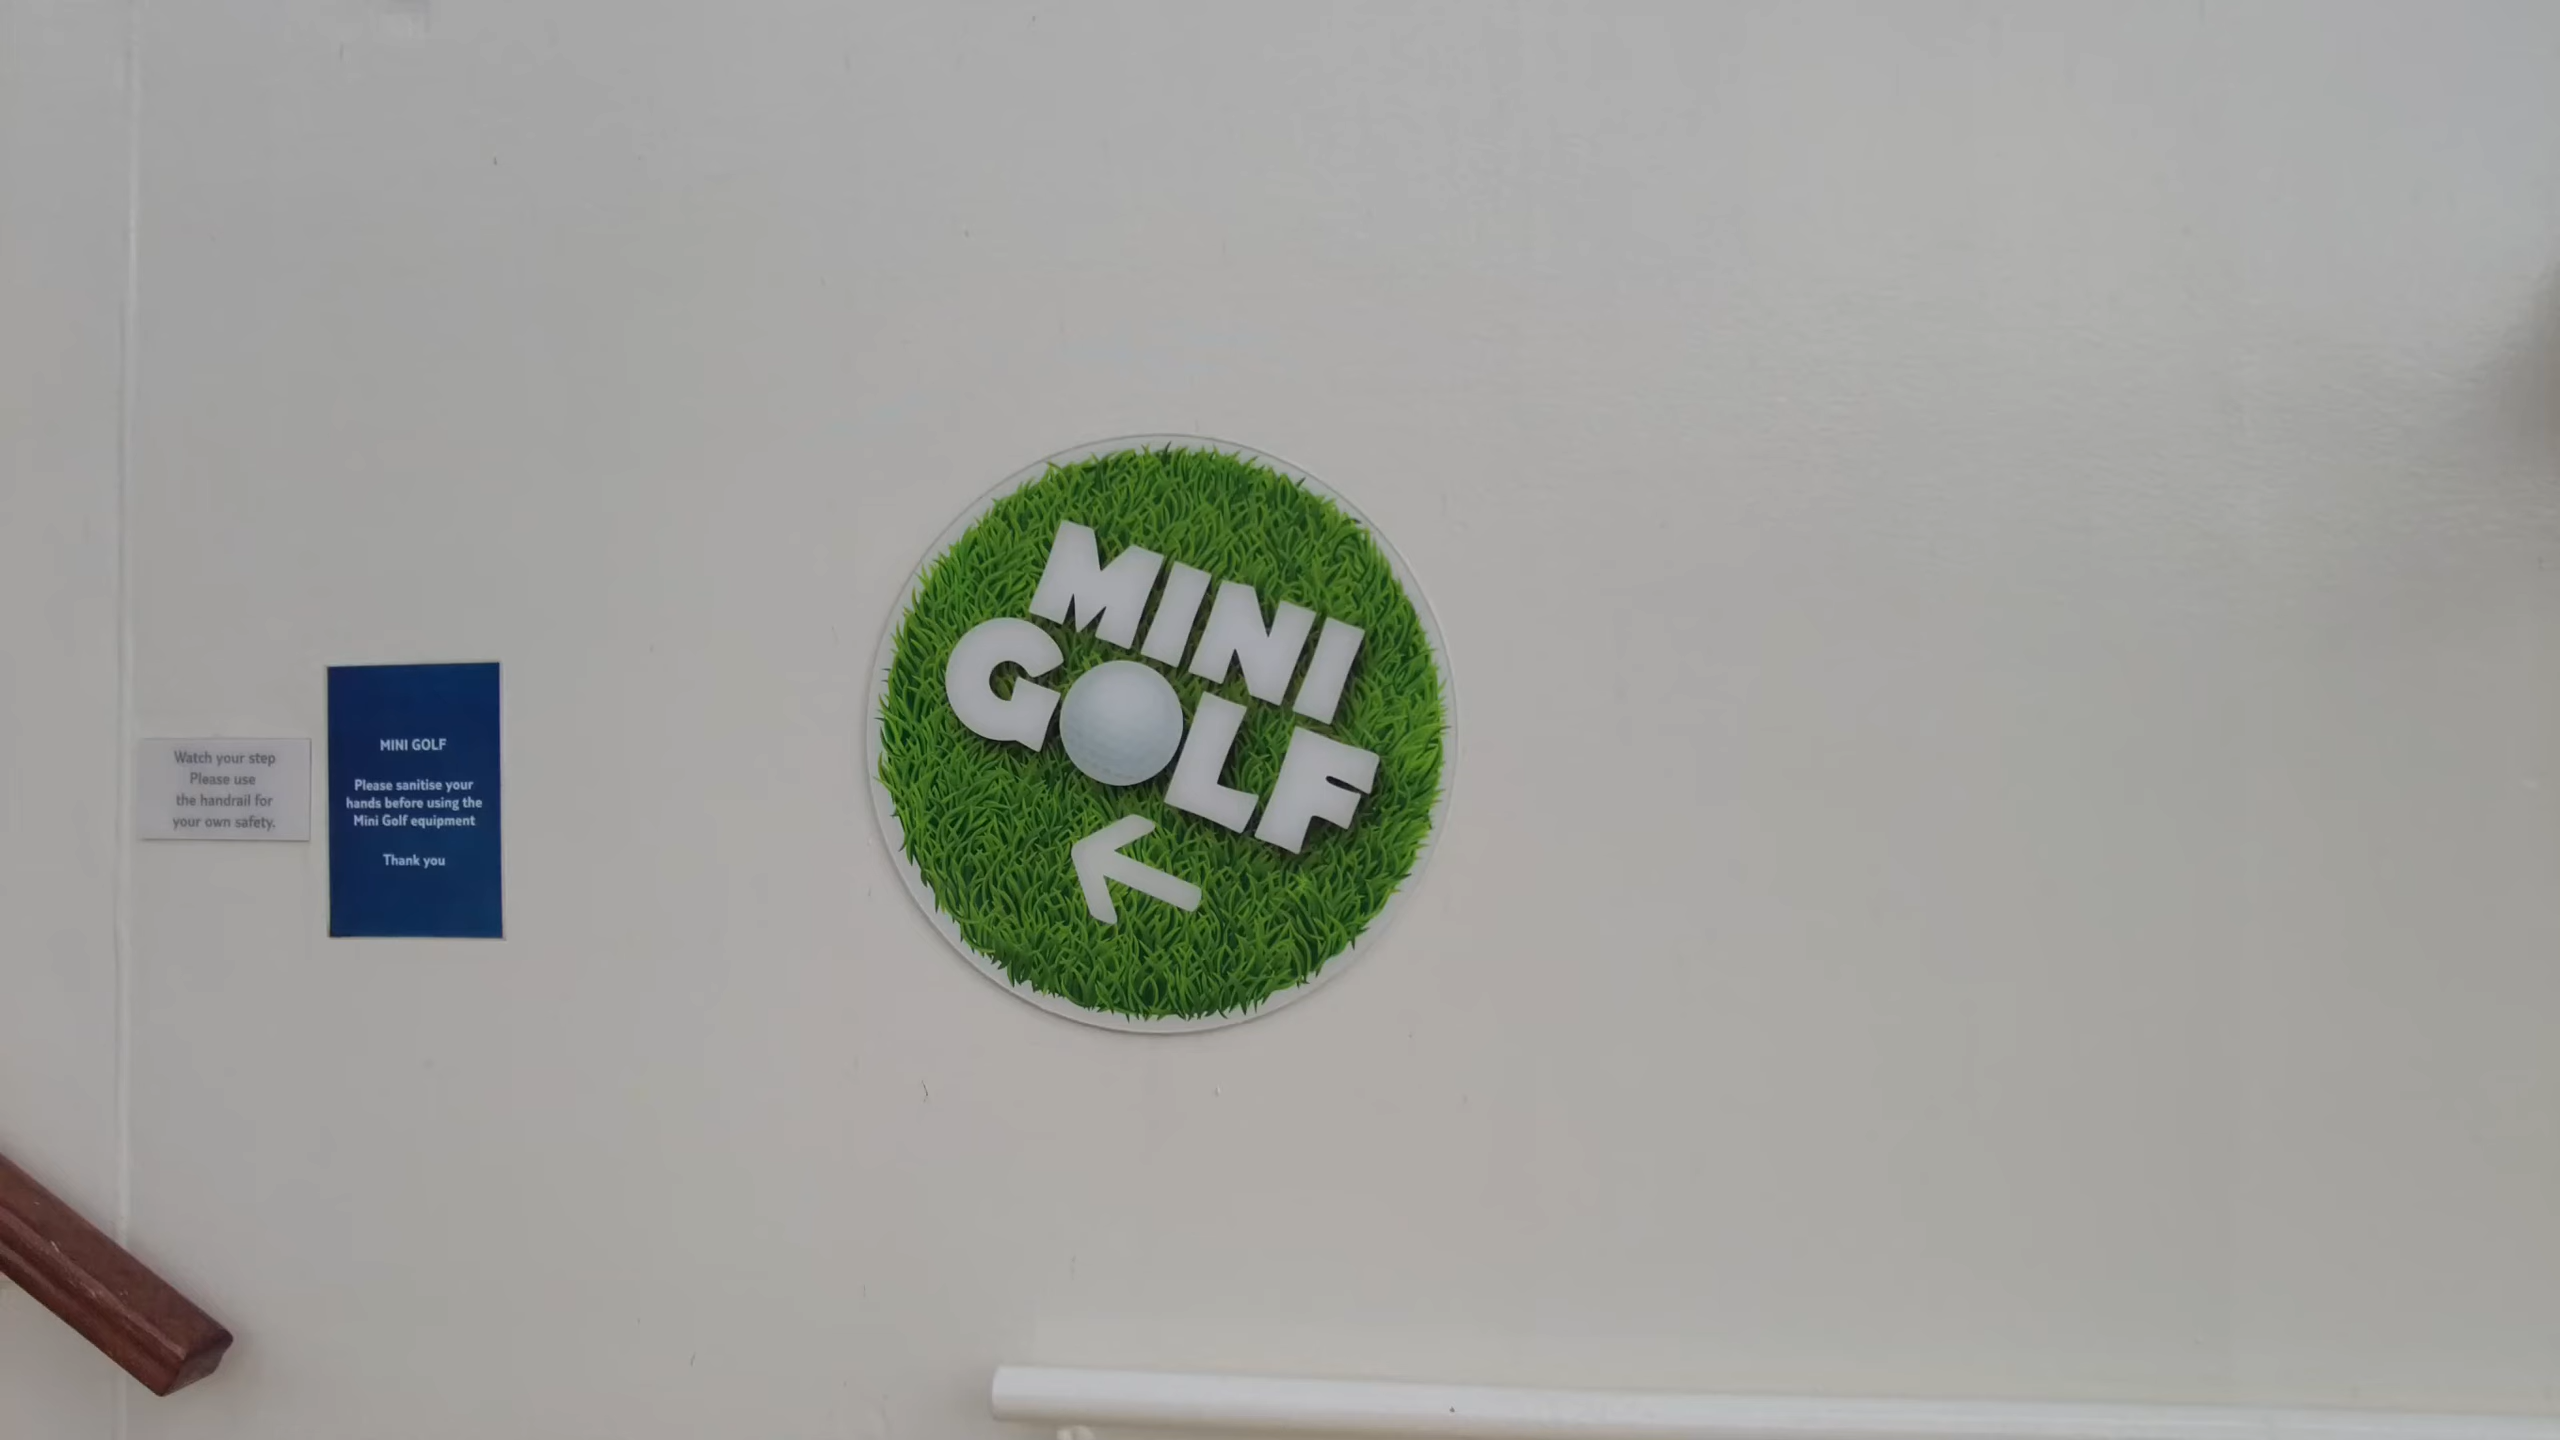 Watch your step
Please use
the handrail for
your own safety.
MINI GOLF
Please sanitise your
hands before using the
Mini Golf equipment
Thank you
MINI
GOLF